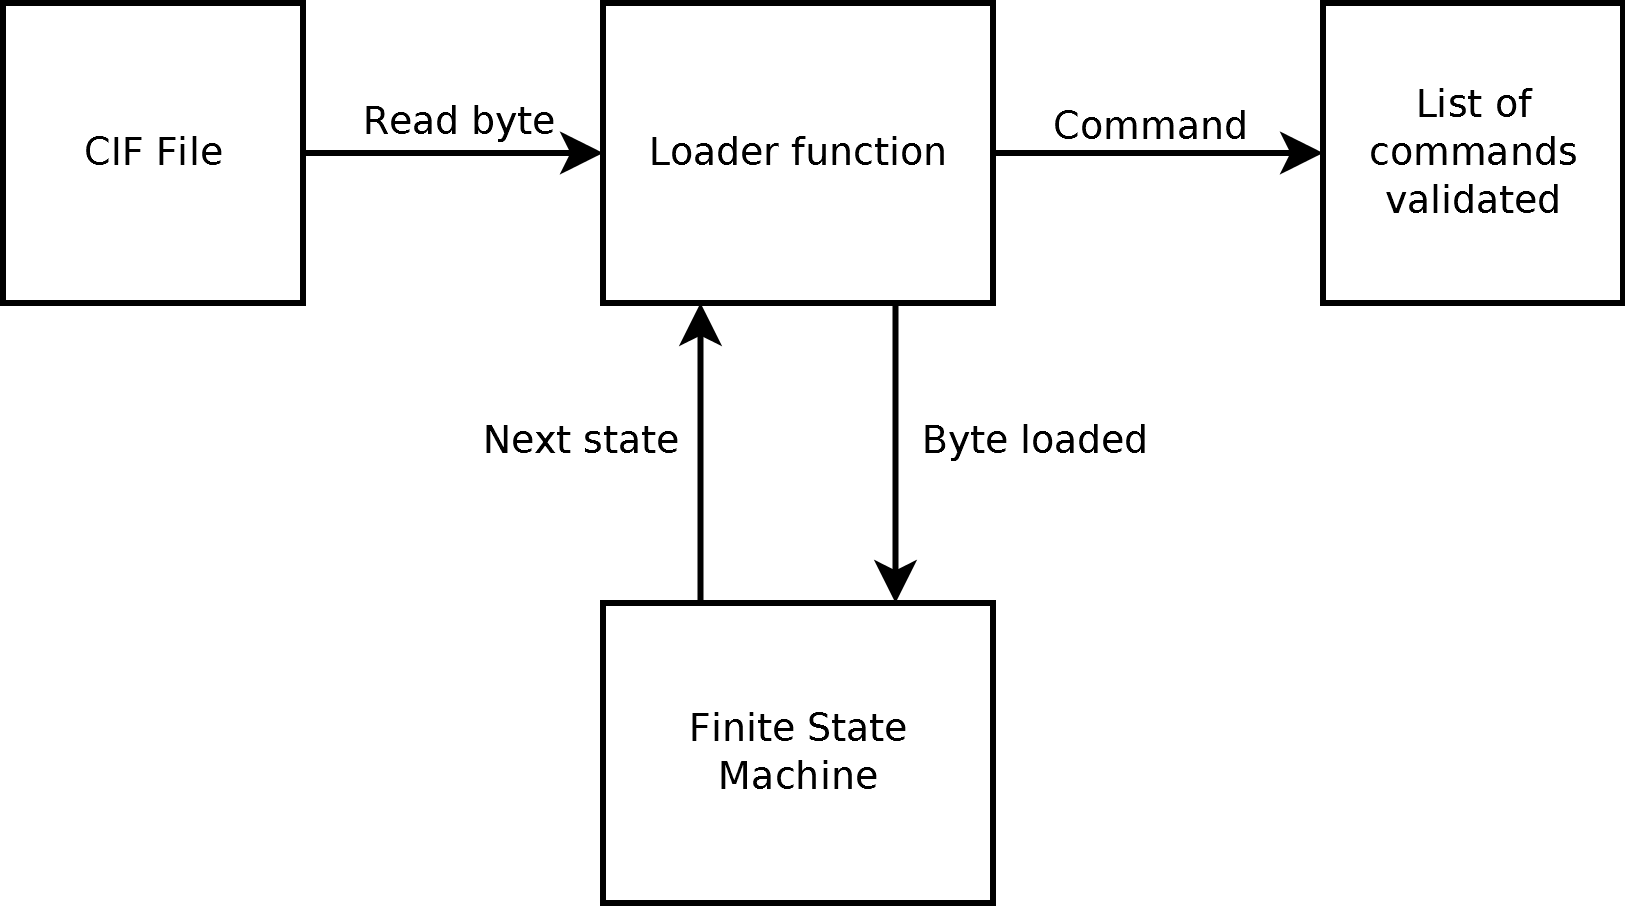 CIF File
Read byte
Loader function
Command
List of
commands
validated
Next state
Byte loaded
Finite State
Machine